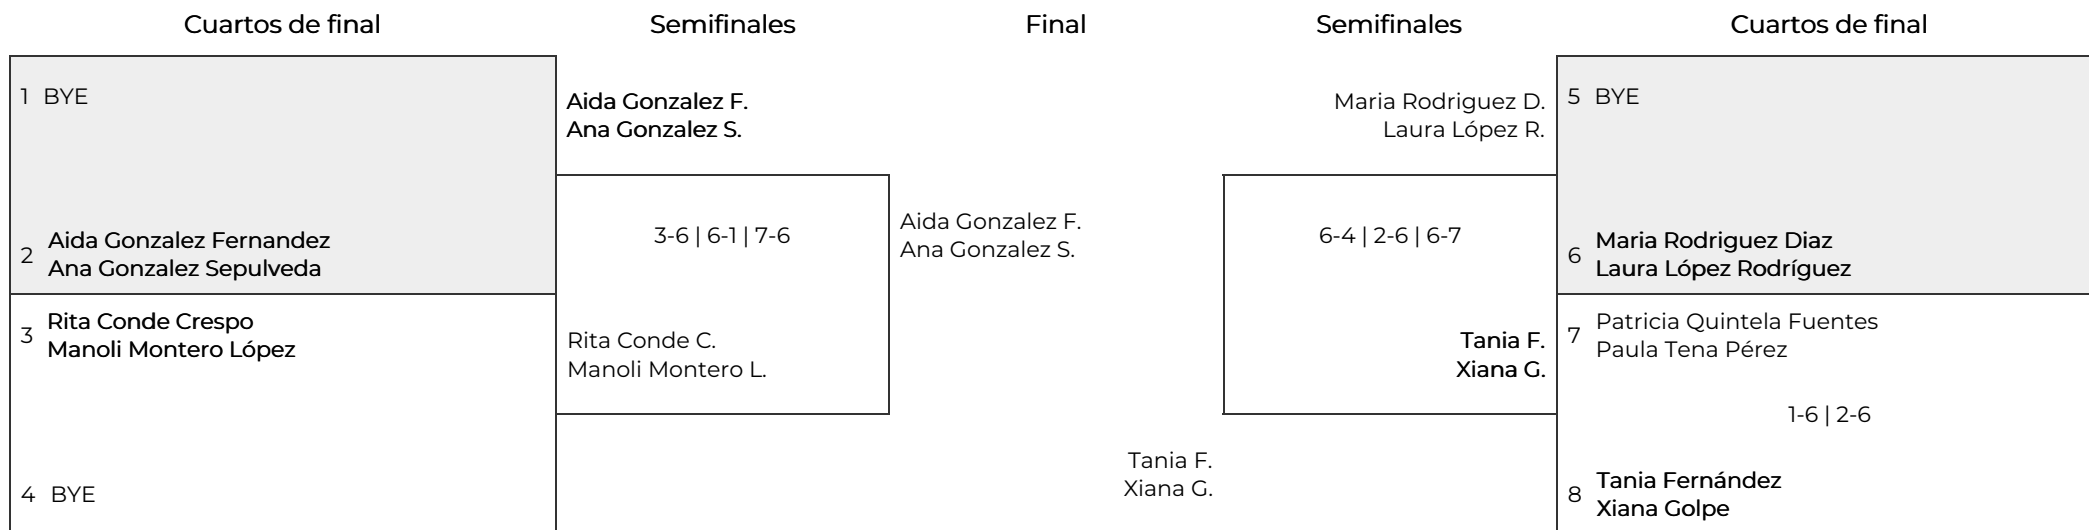 Cuartos de final
Semifinales
Final
Semifinales
Cuartos de final
1 BYE
2 Aida Gonzalez Fernandez
Ana Gonzalez Sepulveda
3 Rita Conde Crespo
Manoli Montero López
4 BYE
Aida Gonzalez F.
Ana Gonzalez S.
3-6 | 6-1 | 7-6
Rita Conde C.
Manoli Montero L.
Aida Gonzalez F.
Ana Gonzalez S.
Tania F.
Xiana G.
Maria Rodriguez D.
Laura López R.
6-4 | 2-6 | 6-7
Tania F.
Xiana G.
5 BYE
6 Maria Rodriguez Diaz
Laura López Rodríguez
7 Patricia Quintela Fuentes
Paula Tena Pérez
1-6 | 2-6
8 Tania Fernández
Xiana Golpe